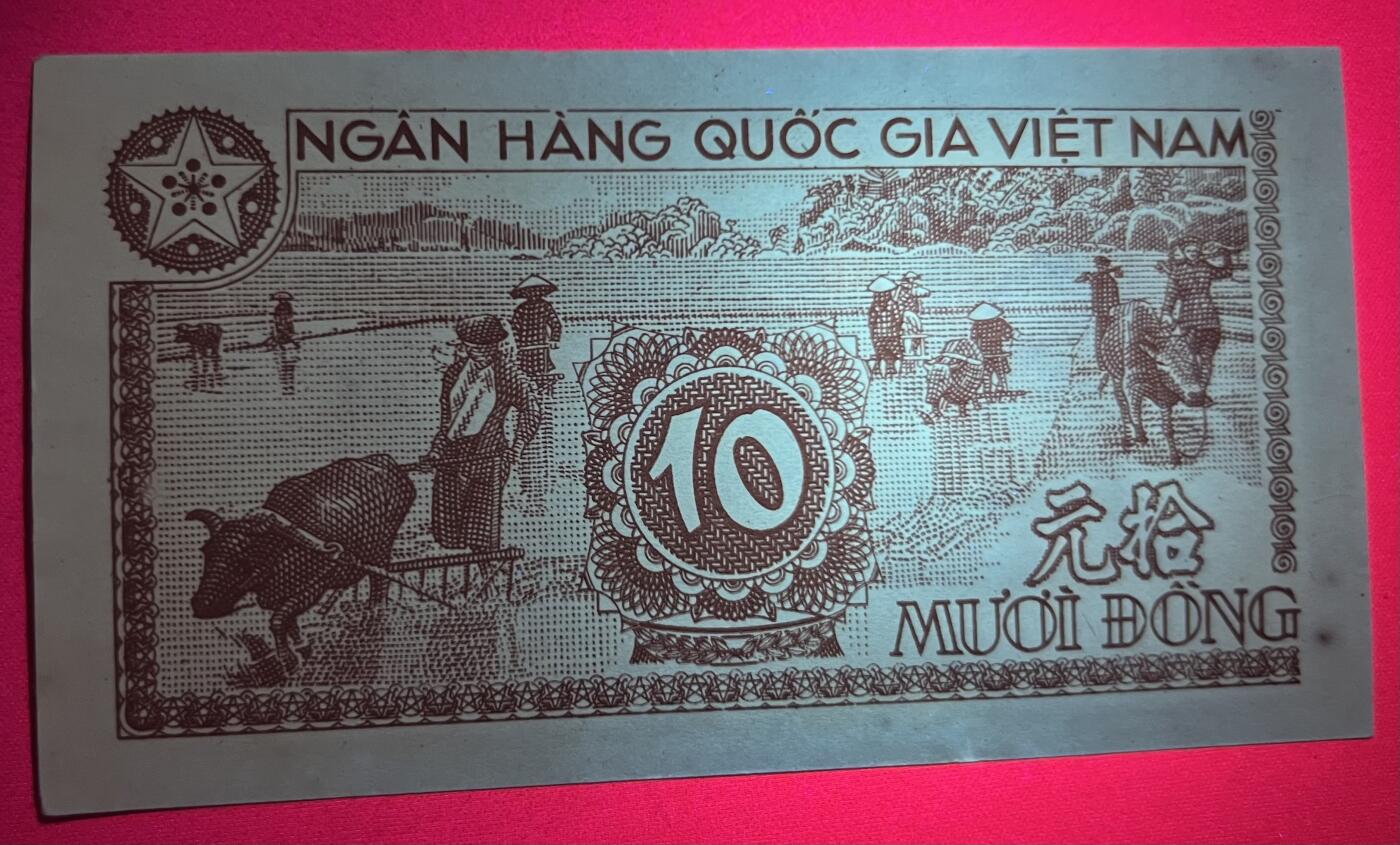 NGÂN HÀNG QUỐC GIA VIỆT NAM
10
元拾
MƯỜI ĐỒNG